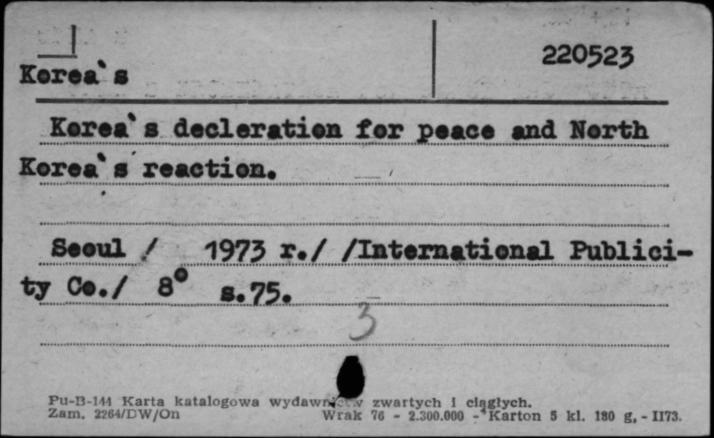 220523
Korea`s
Korea`s decleration for peace and North
Korea`s reaction.
Seoul / 1973 r./ /International Publici-
ty Co./ 8° s.75.
3
Pu-B-144 Karta katalogowa wydawnictw zwartych i ciągłych.
Zam. 2264/DW/On Wrak 76 - 2.300.000 - Karton 5 kl. 180 g. - II73.